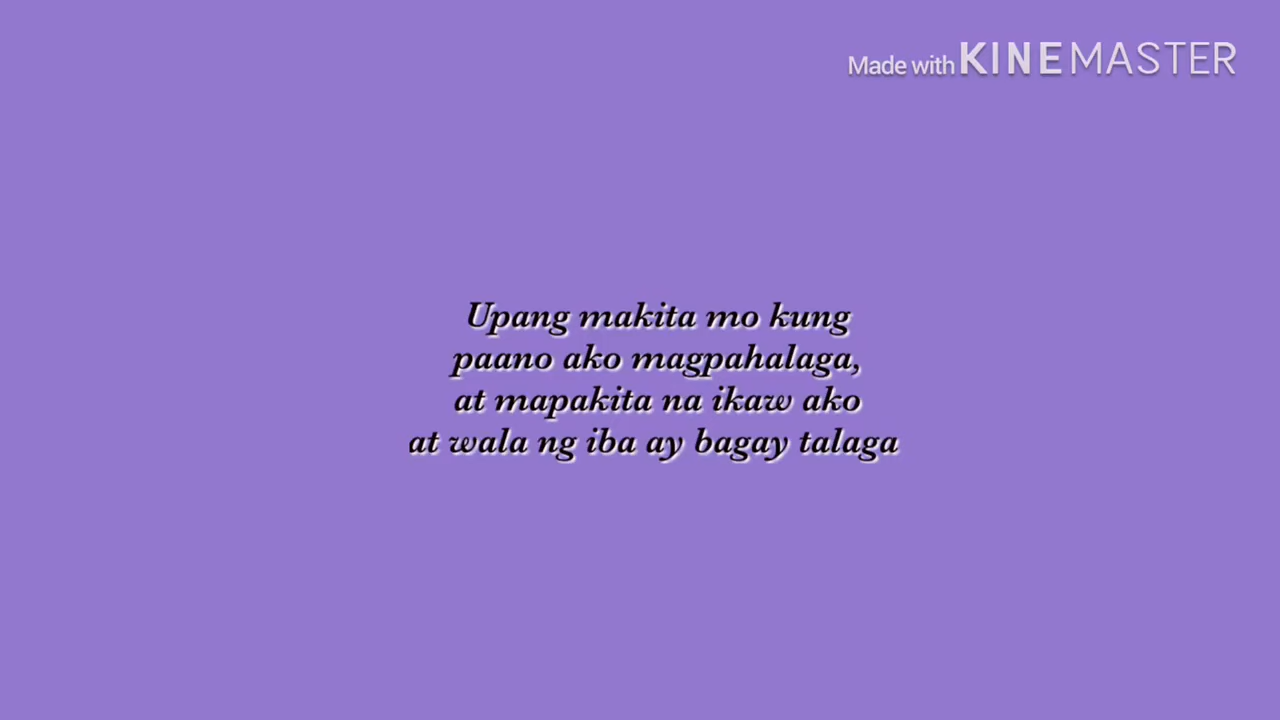 Made with KINEMASTER
Upang makita mo kung
paano ako magpahalaga,
at mapakita na ikaw ako
at wala ng iba ay bagay talaga